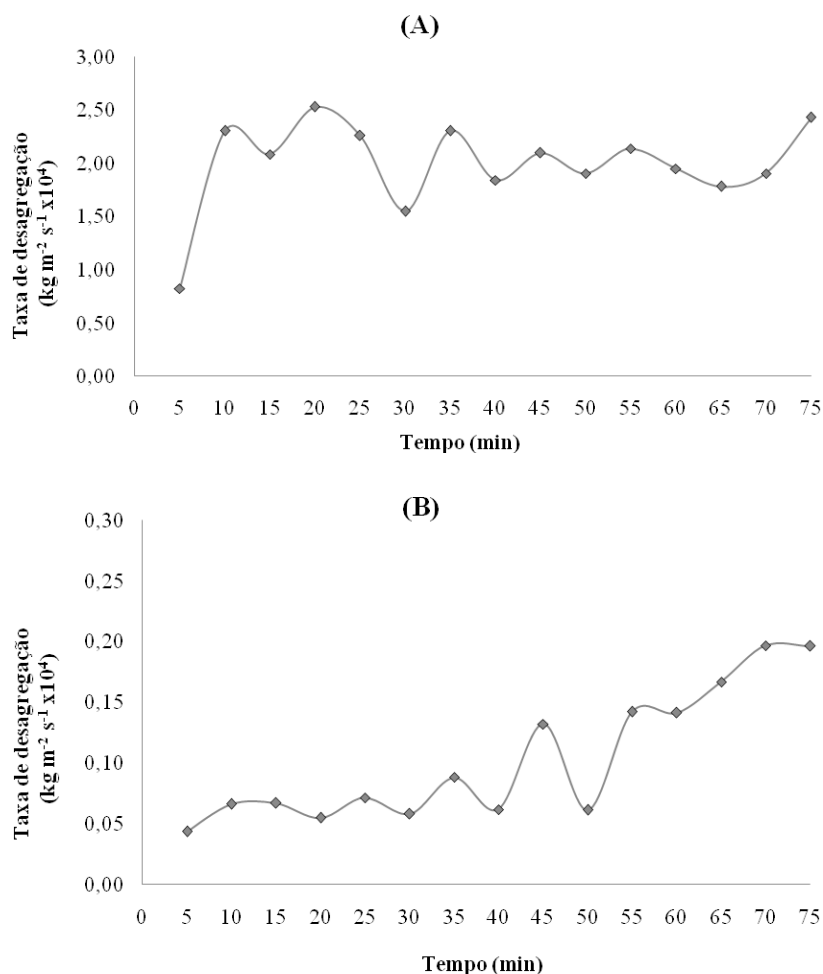 (A)
Taxa de desagregação
(kg m⁻² s⁻¹ x10⁴)
3,00
2,50
2,00
1,50
1,00
0,50
0,00
0 5 10 15 20 25 30 35 40 45 50 55 60 65 70 75
Tempo (min)
(B)
Taxa de desagregação
(kg m⁻² s⁻¹ x10⁴)
0,30
0,25
0,20
0,15
0,10
0,05
0,00
0 5 10 15 20 25 30 35 40 45 50 55 60 65 70 75
Tempo (min)